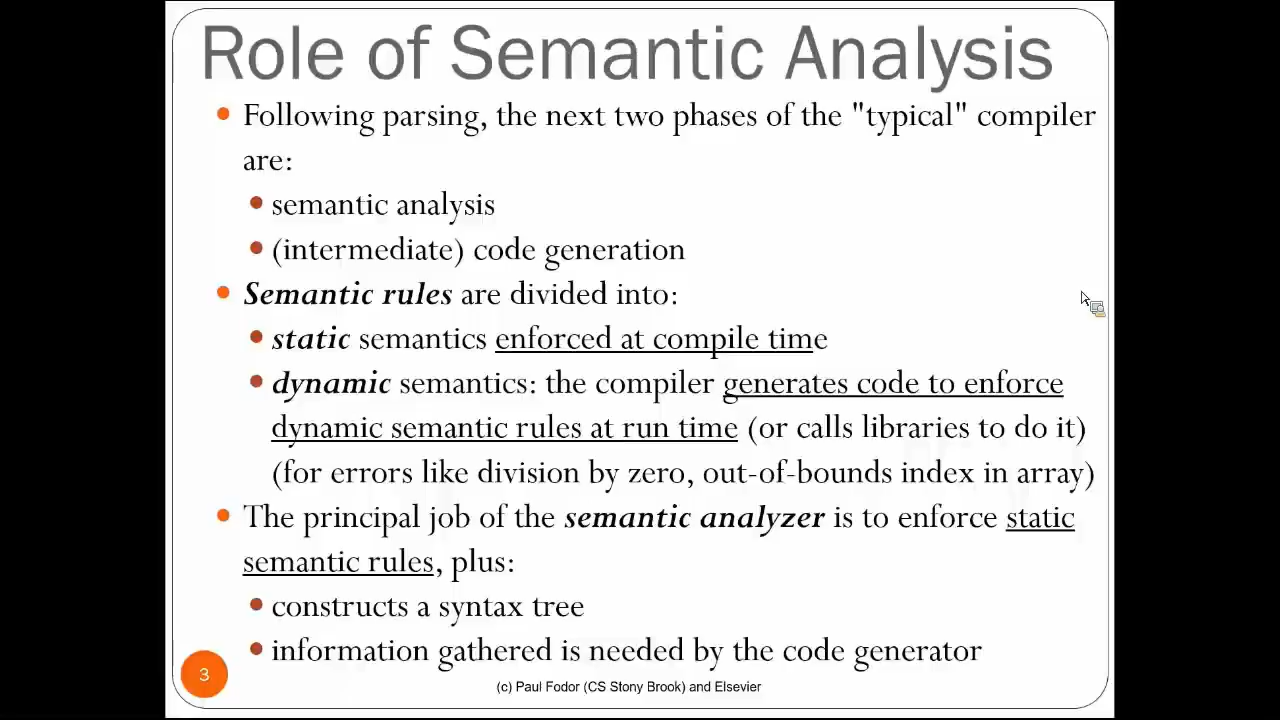 Role of Semantic Analysis
Following parsing, the next two phases of the "typical" compiler
are:
semantic analysis
(intermediate) code generation
Semantic rules are divided into:
static semantics enforced at compile time
dynamic semantics: the compiler generates code to enforce
dynamic semantic rules at run time (or calls libraries to do it)
(for errors like division by zero, out-of-bounds index in array)
The principal job of the semantic analyzer is to enforce static
semantic rules, plus:
constructs a syntax tree
information gathered is needed by the code generator
3
(c) Paul Fodor (CS Stony Brook) and Elsevier